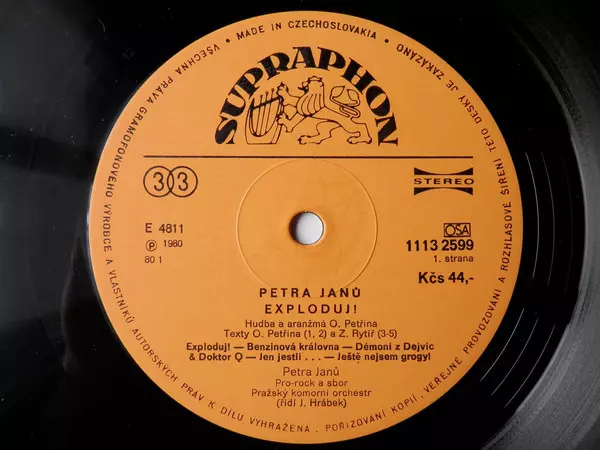 • MADE IN CZECHOSLOVAKIA •
VŠECHNA PRÁVA GRAMOFONOVÉHO VÝROBCE A VLASTNÍKŮ AUTORSKÝCH PRÁV K DÍLU VYHRAŽENA. POŘIZOVÁNÍ KOPIÍ, VEŘEJNÉ PROVOZOVÁNÍ A ROZHLASOVÉ ŠÍŘENÍ TÉTO DESKY JE ZAKÁZÁNO
SUPRAPHON
33
STEREO
E 4811
Ⓟ 1980
80 1
OSA
1113 2599
1. strana
Kčs 44,-
PETRA JANŮ
EXPLODUJ!
Hudba a aranžmá O. Petřina
Texty O. Petřina (1, 2) a Z. Rytíř (3-5)
Exploduj! — Benzinová královna — Démoni z Dejvic
& Doktor Q — Jen jestli . . . — Ještě nejsem grogy!
Petra Janů
Pro-rock a sbor
Pražský komorní orchestr
(řídí J. Hrábek)